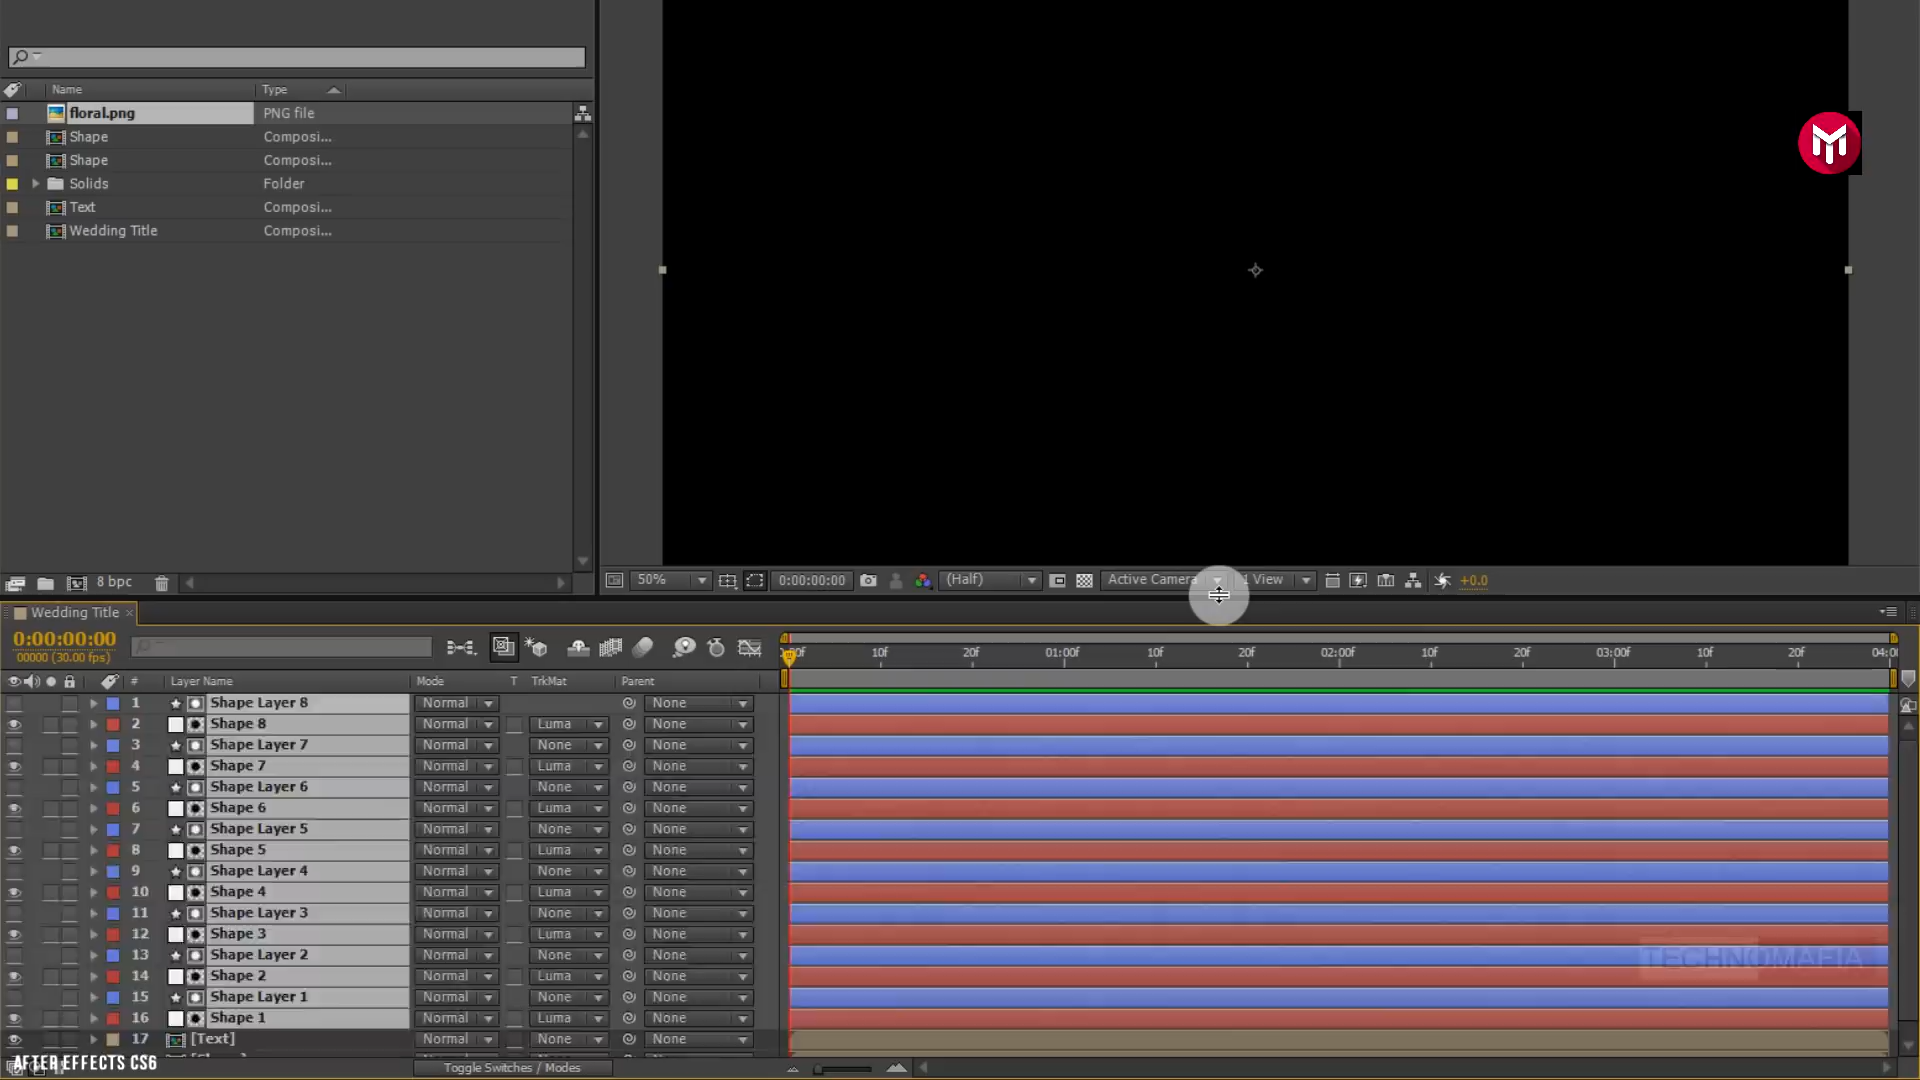 Name Type
floral.png PNG file
Shape Composi...
Shape Composi...
Solids Folder
Text Composi...
Wedding Title Composi...
8 bpc
50% 0:00:00:00 (Half) Active Camera 1 View +0.0
Wedding Title ×
0:00:00:00
00000 (30.00 fps)
10f 20f 01:00f 10f 20f 02:00f 10f 20f 03:00f 10f 20f
# Layer Name Mode T TrkMat Parent
1 Shape Layer 8 Normal None
2 Shape 8 Normal Luma None
3 Shape Layer 7 Normal None None
4 Shape 7 Normal Luma None
5 Shape Layer 6 Normal None None
6 Shape 6 Normal Luma None
7 Shape Layer 5 Normal None None
8 Shape 5 Normal Luma None
9 Shape Layer 4 Normal None None
10 Shape 4 Normal Luma None
11 Shape Layer 3 Normal None None
12 Shape 3 Normal Luma None
13 Shape Layer 2 Normal None None
14 Shape 2 Normal Luma None
15 Shape Layer 1 Normal None None
16 Shape 1 Normal Luma None
17 [Text] Normal None None
TECHNOMAFIA
AFTER EFFECTS CS6
Toggle Switches / Modes